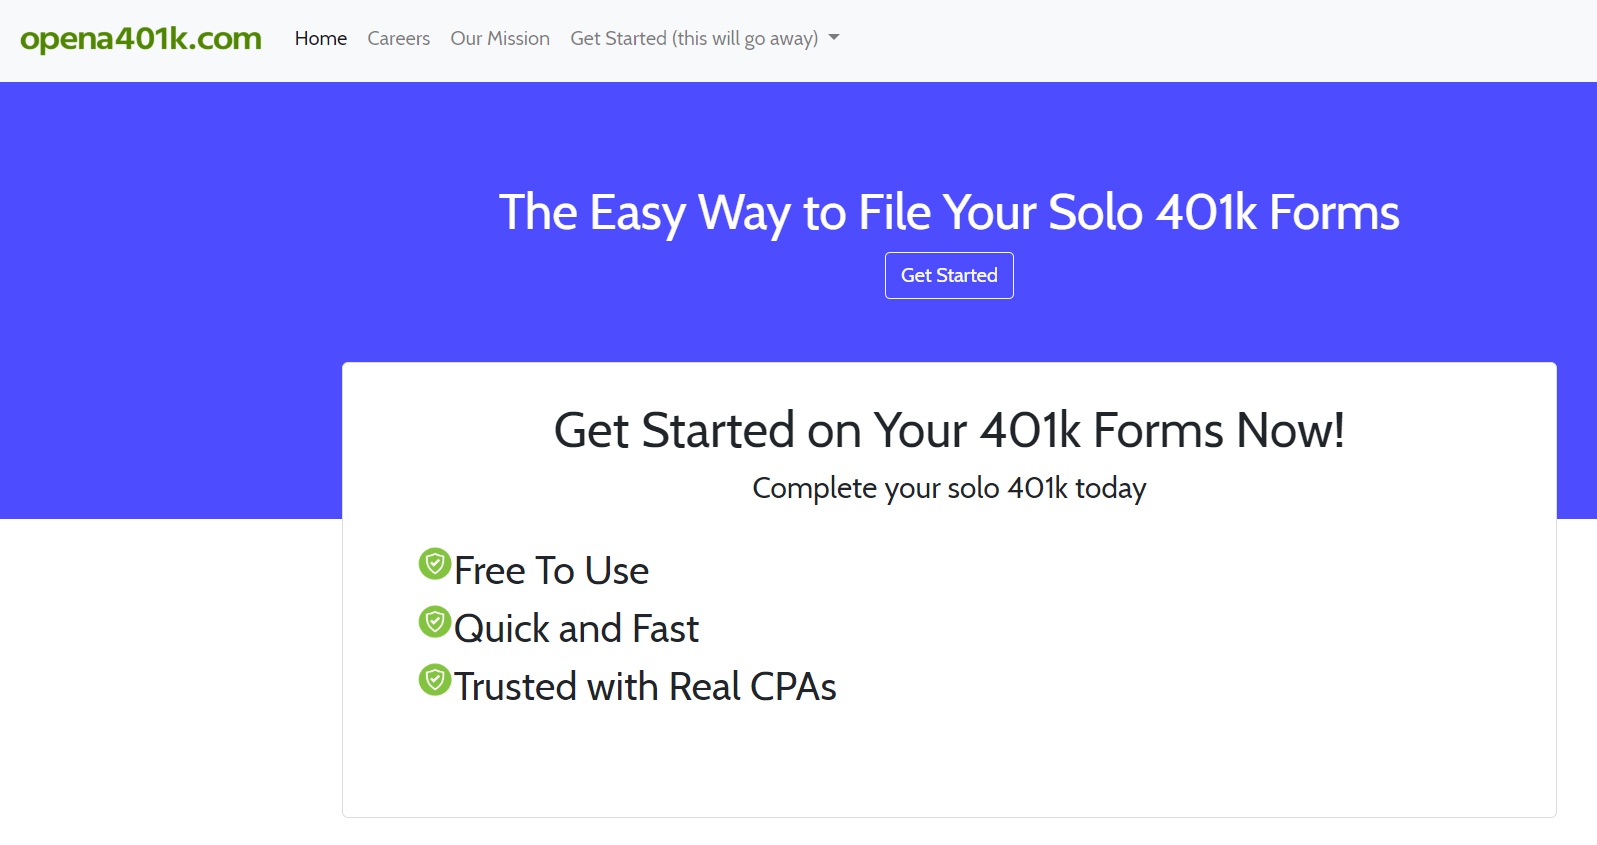 opena401k.com Home Careers Our Mission Get Started (this will go away)
The Easy Way to File Your Solo 401k Forms
Get Started
Get Started on Your 401k Forms Now!
Complete your solo 401k today
Free To Use
Quick and Fast
Trusted with Real CPAs